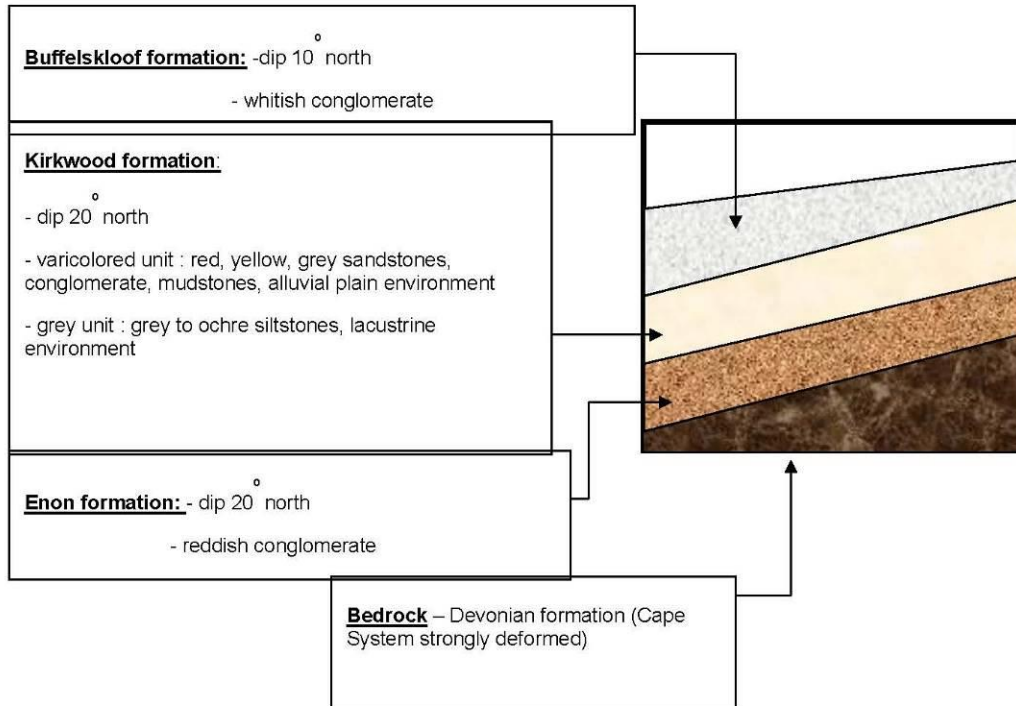 Buffelskloof formation: -dip 10° north
- whitish conglomerate
Kirkwood formation:
- dip 20° north
- varicolored unit : red, yellow, grey sandstones,
conglomerate, mudstones, alluvial plain environment
- grey unit : grey to ochre siltstones, lacustrine
environment
Enon formation: - dip 20° north
- reddish conglomerate
Bedrock – Devonian formation (Cape
System strongly deformed)